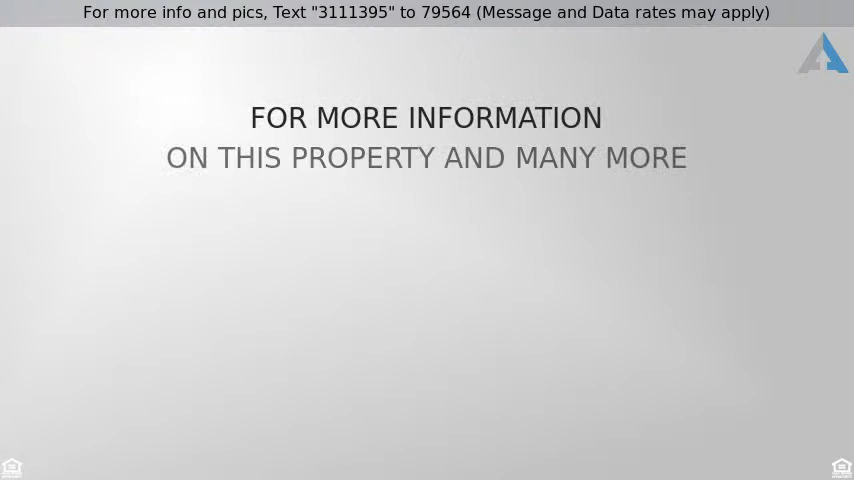 For more info and pics, Text "3111395" to 79564 (Message and Data rates may apply)
FOR MORE INFORMATION
ON THIS PROPERTY AND MANY MORE